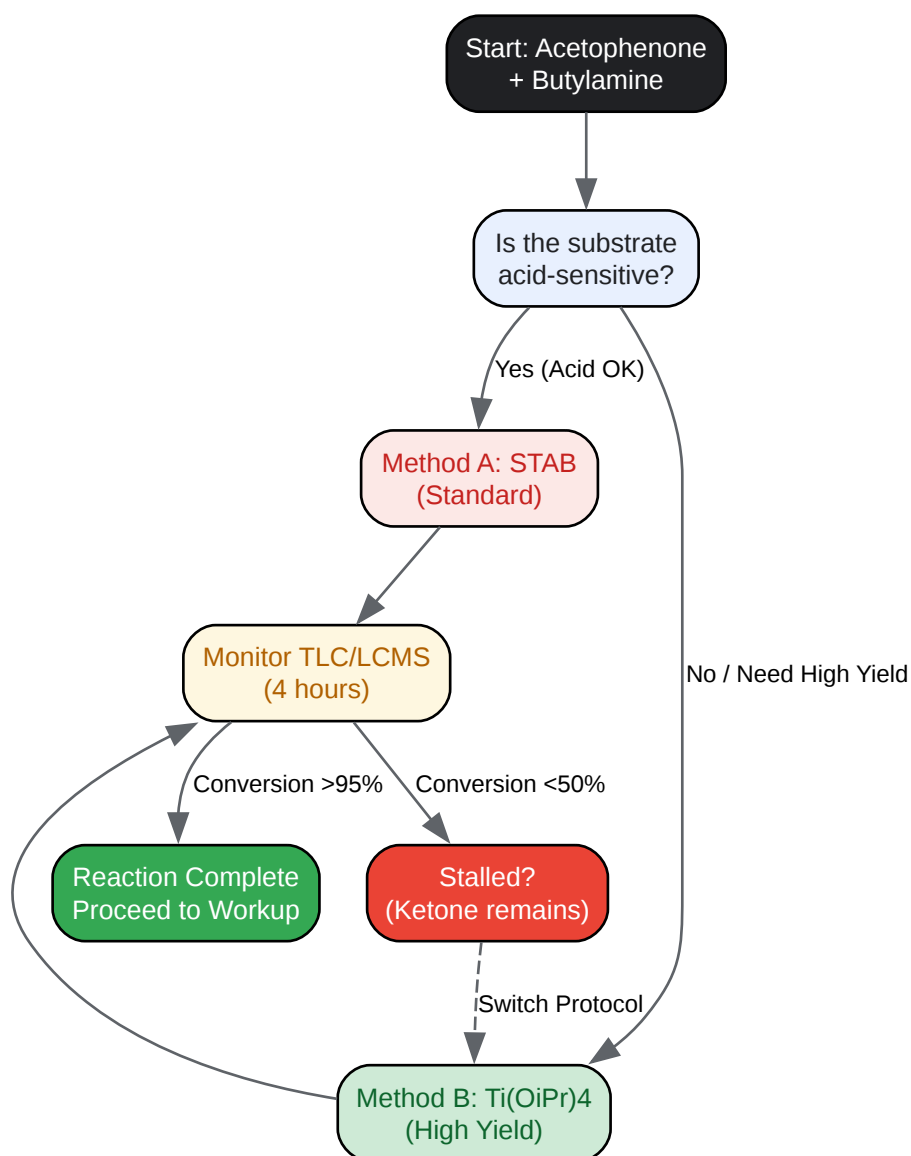 Start: Acetophenone
+ Butylamine
Is the substrate
acid-sensitive?
Yes (Acid OK)
Method A: STAB
(Standard)
Monitor TLC/LCMS
(4 hours)
No / Need High Yield
Conversion >95%
Conversion <50%
Reaction Complete
Proceed to Workup
Stalled?
(Ketone remains)
Switch Protocol
Method B: Ti(OiPr)4
(High Yield)